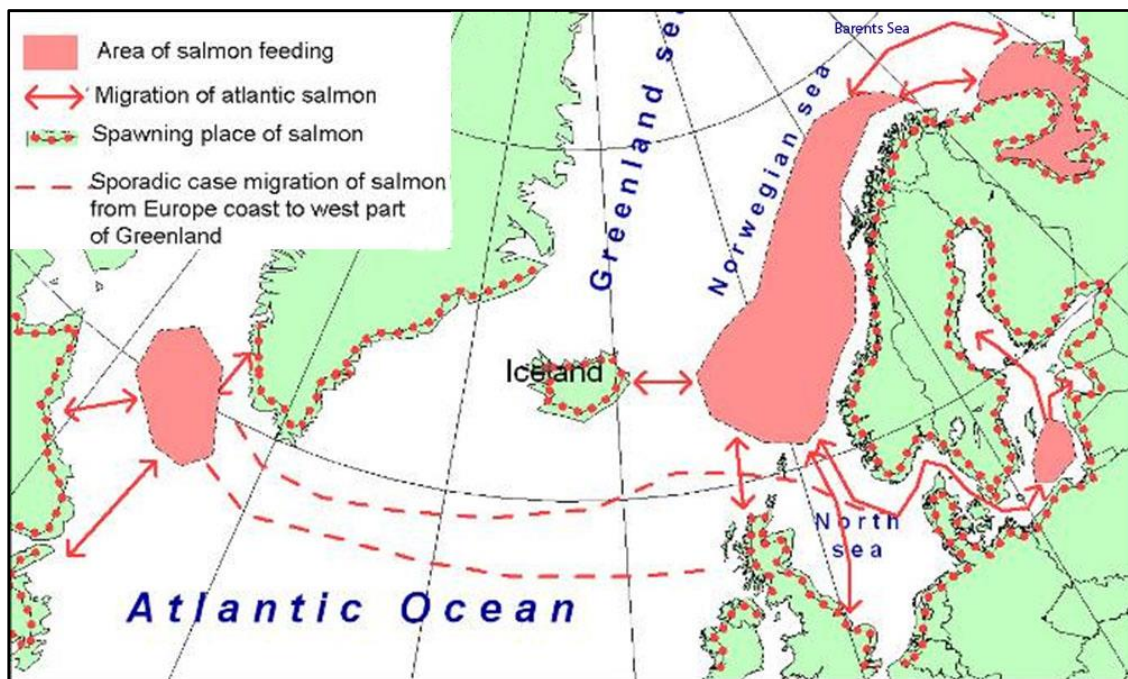 Area of salmon feeding
Migration of atlantic salmon
Spawning place of salmon
Sporadic case migration of salmon
from Europe coast to west part
of Greenland
Barents Sea
Greenland sea
Norwegian sea
Iceland
North
sea
Atlantic Ocean